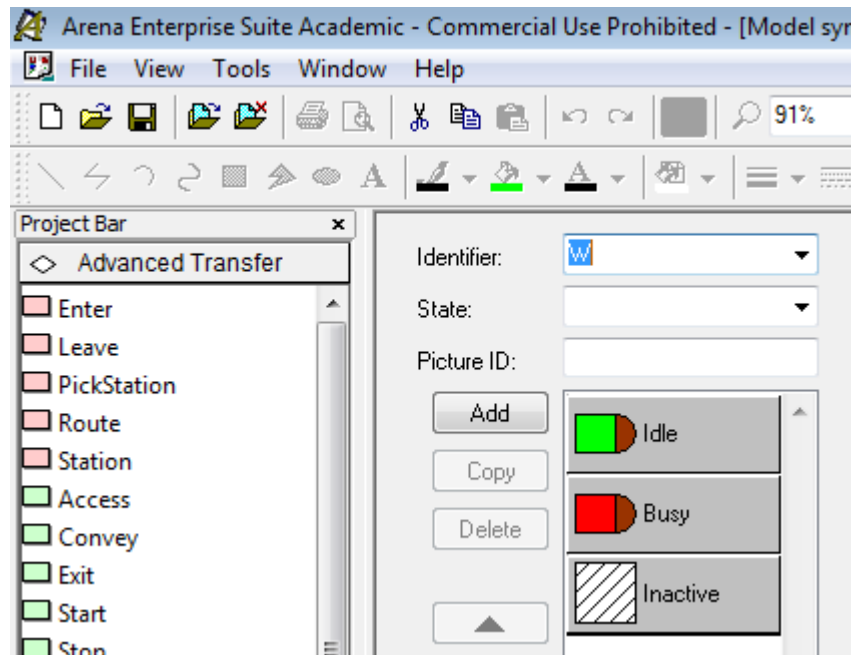 Arena Enterprise Suite Academic - Commercial Use Prohibited - [Model syr
File View Tools Window Help
91%
A A
Project Bar x
Advanced Transfer
Identifier: W
Enter
State:
Leave
Picture ID:
PickStation
Add
Route
Idle
Station
Copy
Access
Busy
Delete
Convey
Exit
Inactive
Start
Stop